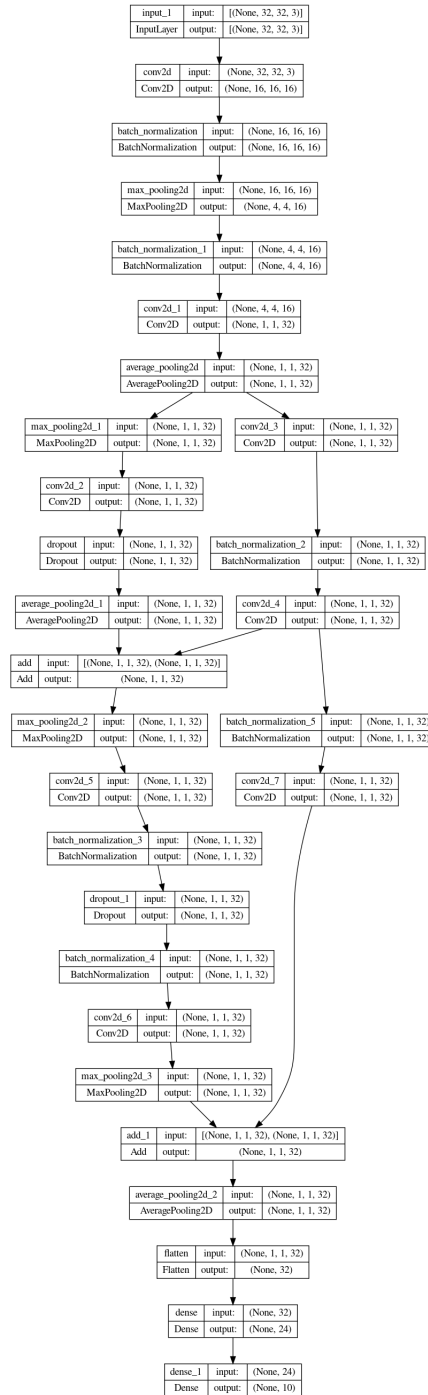 input_1 input: [(None, 32, 32, 3)]
InputLayer output: [(None, 32, 32, 3)]
conv2d input: (None, 32, 32, 3)
Conv2D output: (None, 16, 16, 16)
batch_normalization input: (None, 16, 16, 16)
BatchNormalization output: (None, 16, 16, 16)
max_pooling2d input: (None, 16, 16, 16)
MaxPooling2D output: (None, 4, 4, 16)
batch_normalization_1 input: (None, 4, 4, 16)
BatchNormalization output: (None, 4, 4, 16)
conv2d_1 input: (None, 4, 4, 16)
Conv2D output: (None, 1, 1, 32)
average_pooling2d input: (None, 1, 1, 32)
AveragePooling2D output: (None, 1, 1, 32)
max_pooling2d_1 input: (None, 1, 1, 32)
MaxPooling2D output: (None, 1, 1, 32)
conv2d_3 input: (None, 1, 1, 32)
Conv2D output: (None, 1, 1, 32)
conv2d_2 input: (None, 1, 1, 32)
Conv2D output: (None, 1, 1, 32)
dropout input: (None, 1, 1, 32)
Dropout output: (None, 1, 1, 32)
batch_normalization_2 input: (None, 1, 1, 32)
BatchNormalization output: (None, 1, 1, 32)
average_pooling2d_1 input: (None, 1, 1, 32)
AveragePooling2D output: (None, 1, 1, 32)
conv2d_4 input: (None, 1, 1, 32)
Conv2D output: (None, 1, 1, 32)
add input: [(None, 1, 1, 32), (None, 1, 1, 32)]
Add output: (None, 1, 1, 32)
max_pooling2d_2 input: (None, 1, 1, 32)
MaxPooling2D output: (None, 1, 1, 32)
batch_normalization_5 input: (None, 1, 1, 32)
BatchNormalization output: (None, 1, 1, 32)
conv2d_5 input: (None, 1, 1, 32)
Conv2D output: (None, 1, 1, 32)
conv2d_7 input: (None, 1, 1, 32)
Conv2D output: (None, 1, 1, 32)
batch_normalization_3 input: (None, 1, 1, 32)
BatchNormalization output: (None, 1, 1, 32)
dropout_1 input: (None, 1, 1, 32)
Dropout output: (None, 1, 1, 32)
batch_normalization_4 input: (None, 1, 1, 32)
BatchNormalization output: (None, 1, 1, 32)
conv2d_6 input: (None, 1, 1, 32)
Conv2D output: (None, 1, 1, 32)
max_pooling2d_3 input: (None, 1, 1, 32)
MaxPooling2D output: (None, 1, 1, 32)
add_1 input: [(None, 1, 1, 32), (None, 1, 1, 32)]
Add output: (None, 1, 1, 32)
average_pooling2d_2 input: (None, 1, 1, 32)
AveragePooling2D output: (None, 1, 1, 32)
flatten input: (None, 1, 1, 32)
Flatten output: (None, 32)
dense input: (None, 32)
Dense output: (None, 24)
dense_1 input: (None, 24)
Dense output: (None, 10)